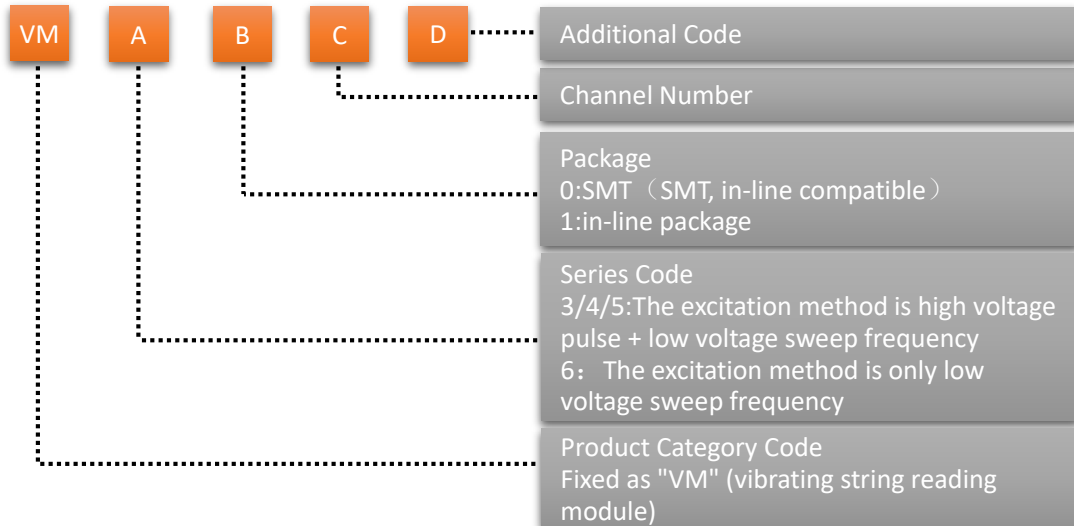 VM A B C D
Additional Code
Channel Number
Package
0:SMT（SMT, in-line compatible）
1:in-line package
Series Code
3/4/5:The excitation method is high voltage
pulse + low voltage sweep frequency
6：The excitation method is only low
voltage sweep frequency
Product Category Code
Fixed as "VM" (vibrating string reading
module)